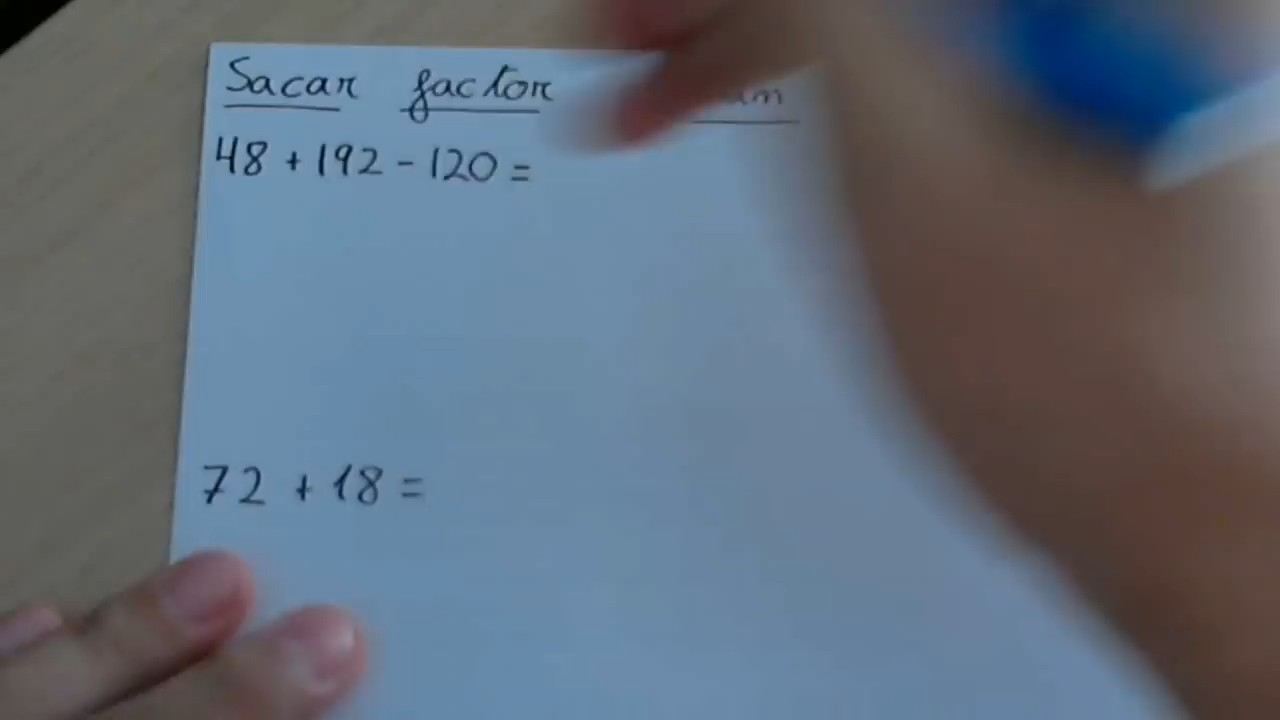 Sacar factor
48 + 192 - 120 =
72 + 18 =